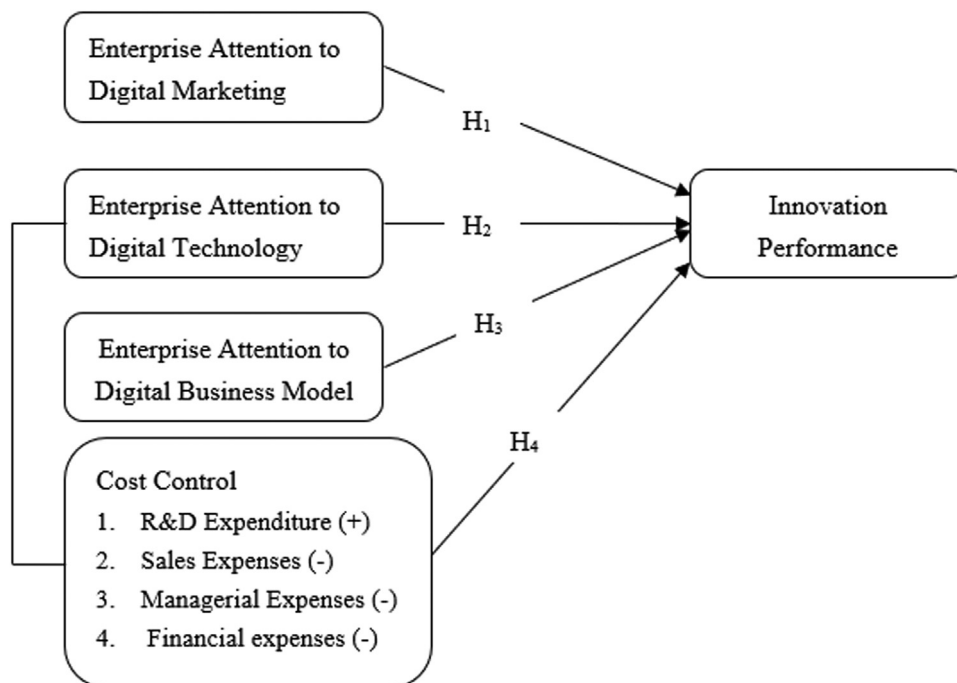 Enterprise Attention to
Digital Marketing
H₁
Enterprise Attention to
Digital Technology
H₂
Innovation
Performance
Enterprise Attention to
Digital Business Model
H₃
H₄
Cost Control
1. R&D Expenditure (+)
2. Sales Expenses (-)
3. Managerial Expenses (-)
4. Financial expenses (-)